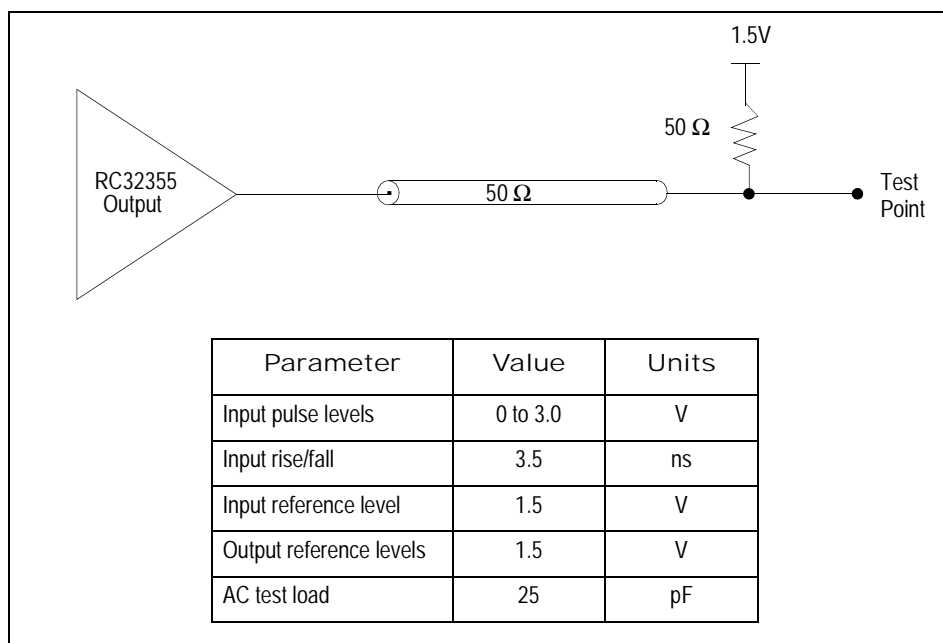 1.5V
50 Ω
RC32355
Output
50 Ω
Test
Point
Parameter Value Units
Input pulse levels 0 to 3.0 V
Input rise/fall 3.5 ns
Input reference level 1.5 V
Output reference levels 1.5 V
AC test load 25 pF